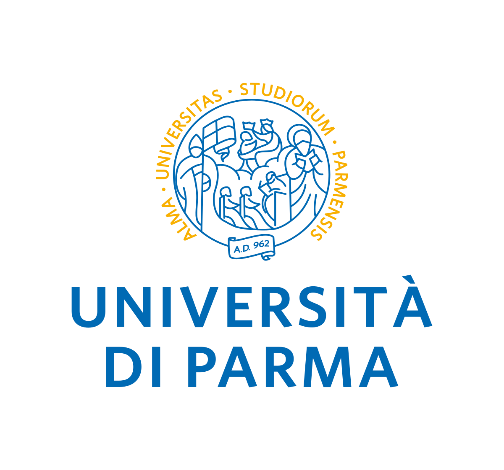 ALMA · UNIVERSITAS · STUDIORUM · PARMENSIS
A.D. 962
UNIVERSITÀ
DI PARMA